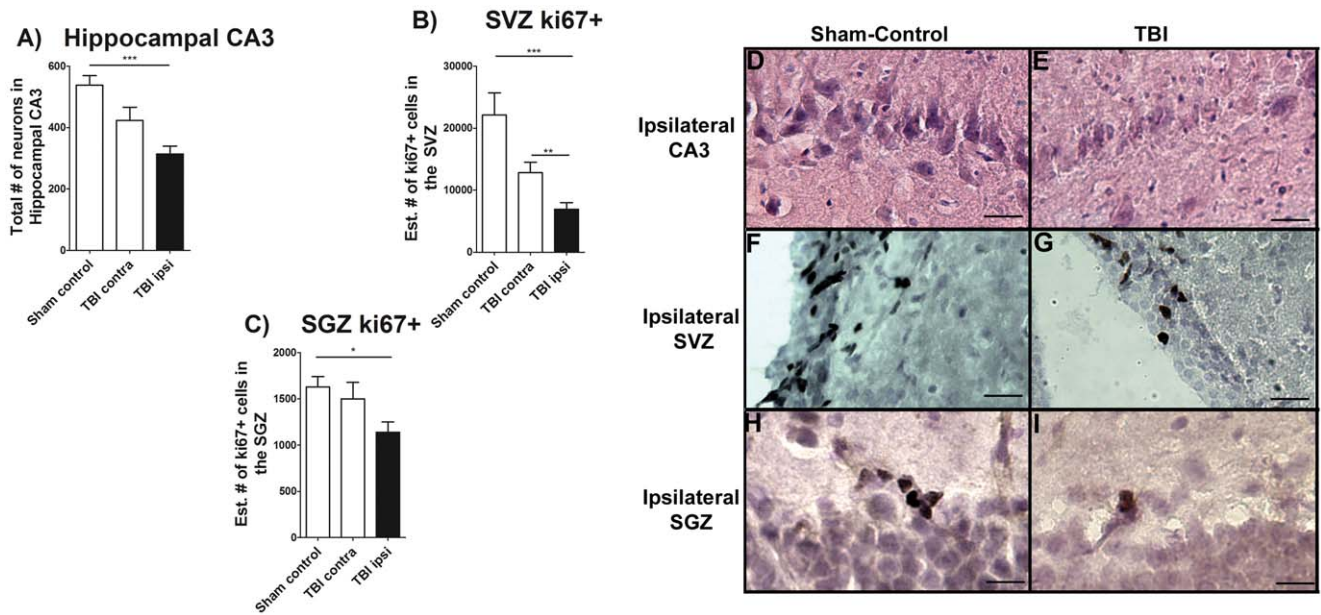 A) Hippocampal CA3
***
Total # of neurons in
Hippocampal CA3
600
400
200
0
Sham control
TBI contra
TBI ipsi
B) SVZ ki67+
***
**
Est. # of ki67+ cells in
the SVZ
30000
20000
10000
0
Sham control
TBI contra
TBI ipsi
C) SGZ ki67+
*
Est. # of ki67+ cells in
the SGZ
2000
1500
1000
500
0
Sham control
TBI contra
TBI ipsi
Sham-Control TBI
Ipsilateral
CA3
D E
Ipsilateral
SVZ
F G
Ipsilateral
SGZ
H I